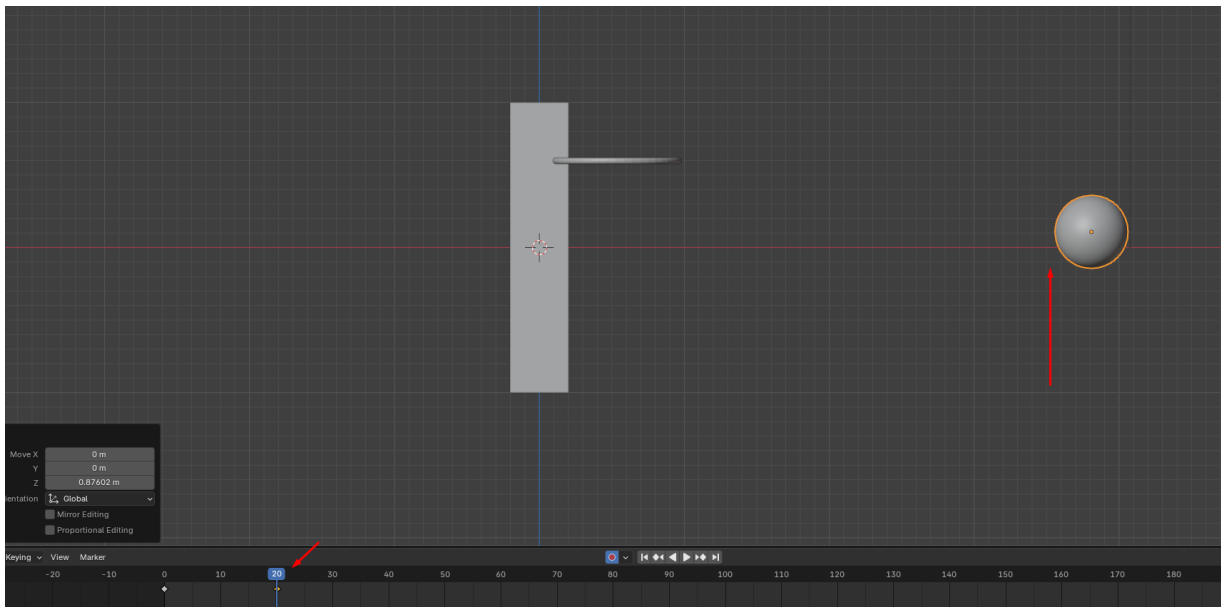 Move X 0 m
Y 0 m
Z 0.87602 m
ientation Global
Mirror Editing
Proportional Editing
Keying View Marker
-20 -10 0 10 20 30 40 50 60 70 80 90 100 110 120 130 140 150 160 170 180